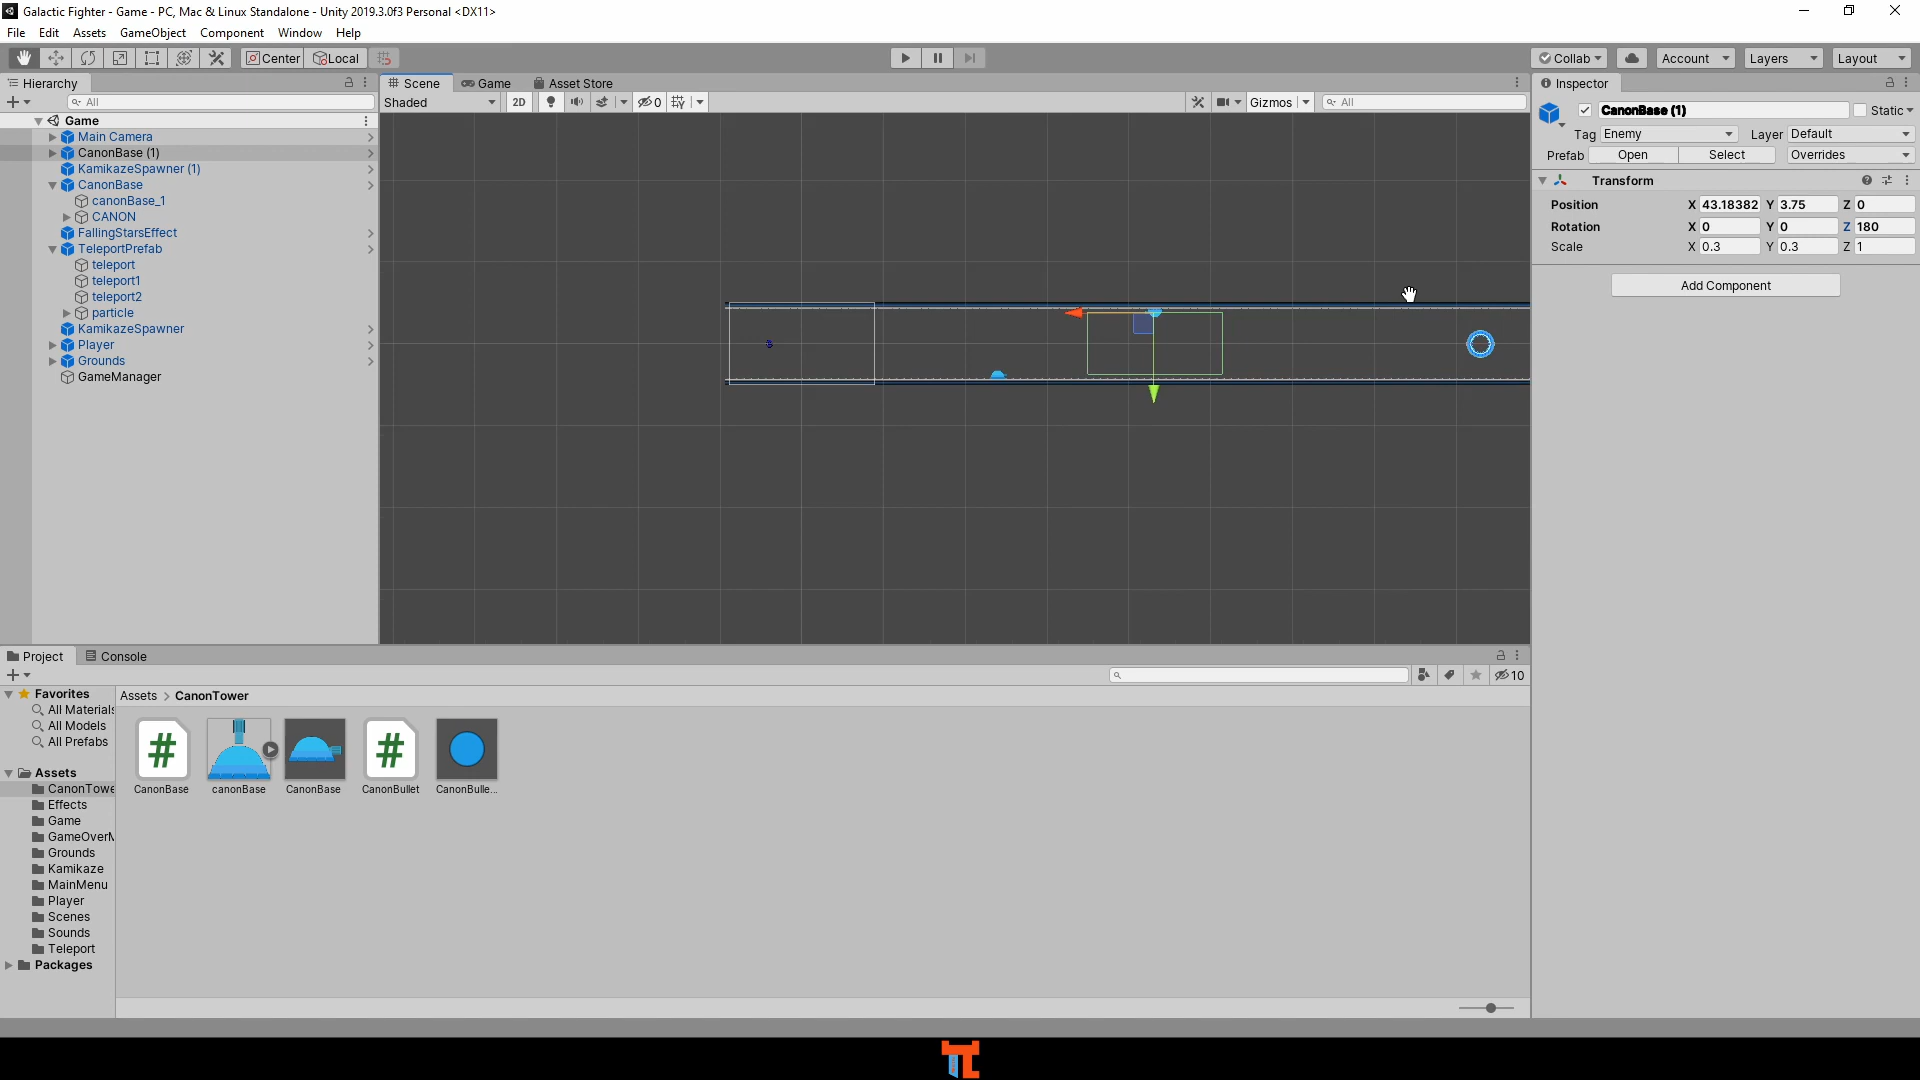 Galactic Fighter - Game - PC, Mac & Linux Standalone - Unity 2019.3.0f3 Personal <DX11>
File Edit Assets GameObject Component Window Help
Center Local Collab Account Layers Layout
Hierarchy
All
Game
Main Camera
CanonBase (1)
KamikazeSpawner (1)
CanonBase
canonBase_1
CANON
FallingStarsEffect
TeleportPrefab
teleport
teleport1
teleport2
particle
KamikazeSpawner
Player
Grounds
GameManager
Scene Game Asset Store
Shaded 2D 0 Gizmos All
Inspector
CanonBase (1) Static
Tag Enemy Layer Default
Prefab Open Select Overrides
Transform
Position X 43.18382 Y 3.75 Z 0
Rotation X 0 Y 0 Z 180
Scale X 0.3 Y 0.3 Z 1
Add Component
Project Console
10
Favorites
All Materials
All Models
All Prefabs
Assets
CanonTowe
Effects
Game
GameOverM
Grounds
Kamikaze
MainMenu
Player
Scenes
Sounds
Teleport
Packages
Assets > CanonTower
# #
CanonBase canonBase CanonBase CanonBullet CanonBulle...